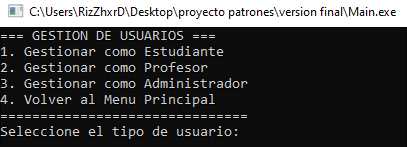 C:\Users\RizZhxrD\Desktop\proyecto patrones\version final\Main.exe
=== GESTION DE USUARIOS ===
1. Gestionar como Estudiante
2. Gestionar como Profesor
3. Gestionar como Administrador
4. Volver al Menu Principal
===============================
Seleccione el tipo de usuario: